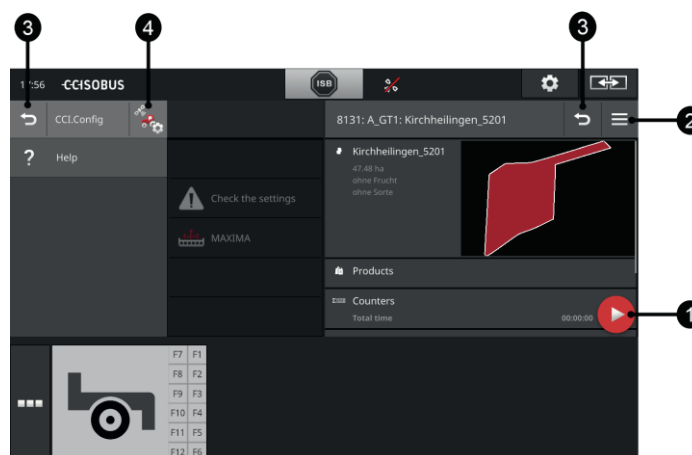 3
4
3
CCISOBUS
ISB
CCI.Config
8131: A_GT1: Kirchheilingen_5201
2
? Help
Kirchheilingen_5201
47.48 ha
ohne Frucht
ohne Sorte
Check the settings
MAXIMA
Products
Counters
Total time 00:00:00
1
F7 F1
F8 F2
F9 F3
F10 F4
F11 F5
F12 F6